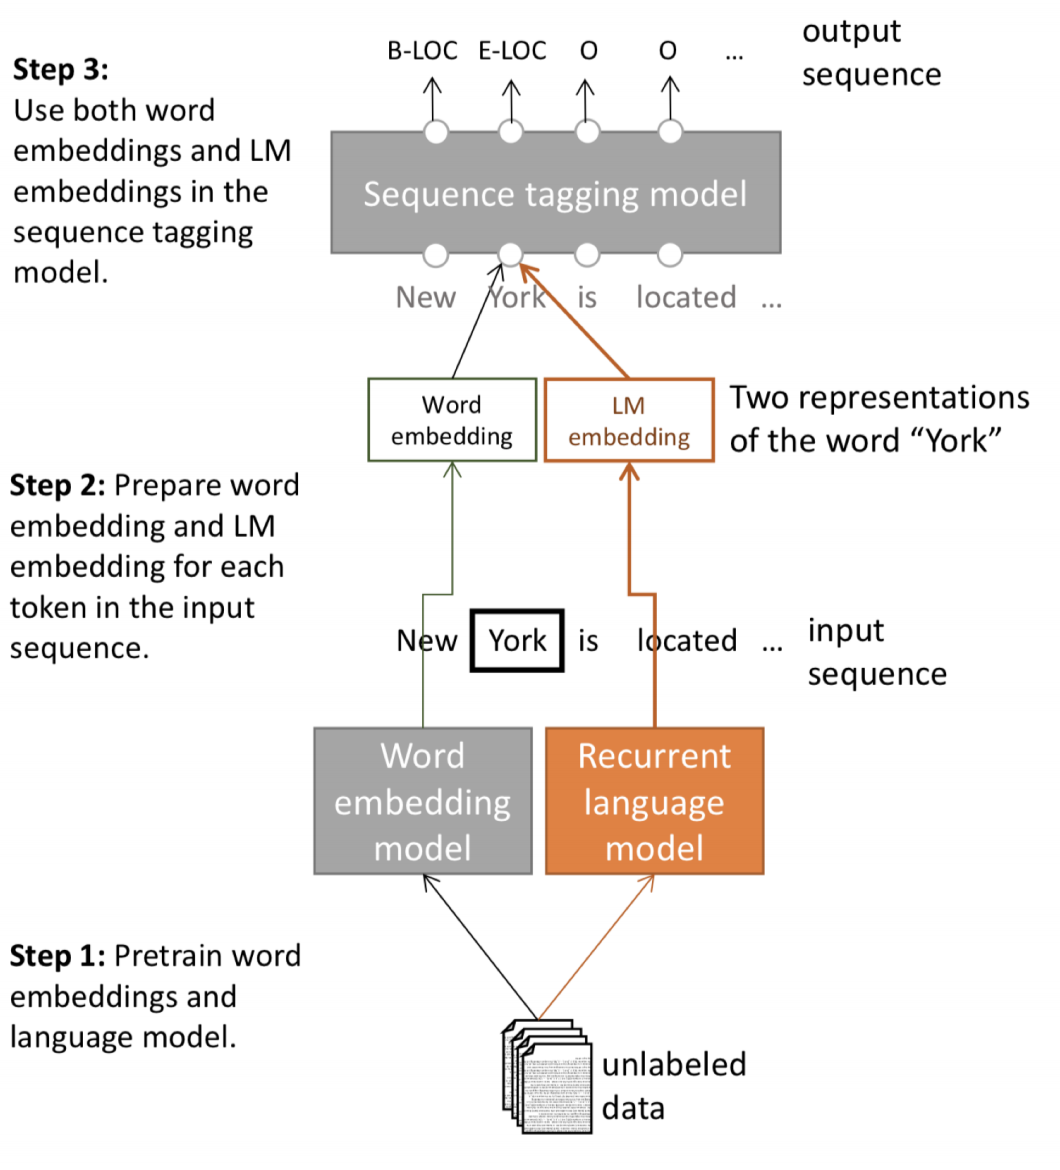 B-LOC E-LOC O O ...
output
sequence
Step 3:
Use both word
embeddings and LM
embeddings in the
sequence tagging
model.
Sequence tagging model
New York is located ...
Word
embedding
LM
embedding
Two representations
of the word “York”
Step 2: Prepare word
embedding and LM
embedding for each
token in the input
sequence.
New York is located ...
input
sequence
Word
embedding
model
Recurrent
language
model
Step 1: Pretrain word
embeddings and
language model.
unlabeled
data